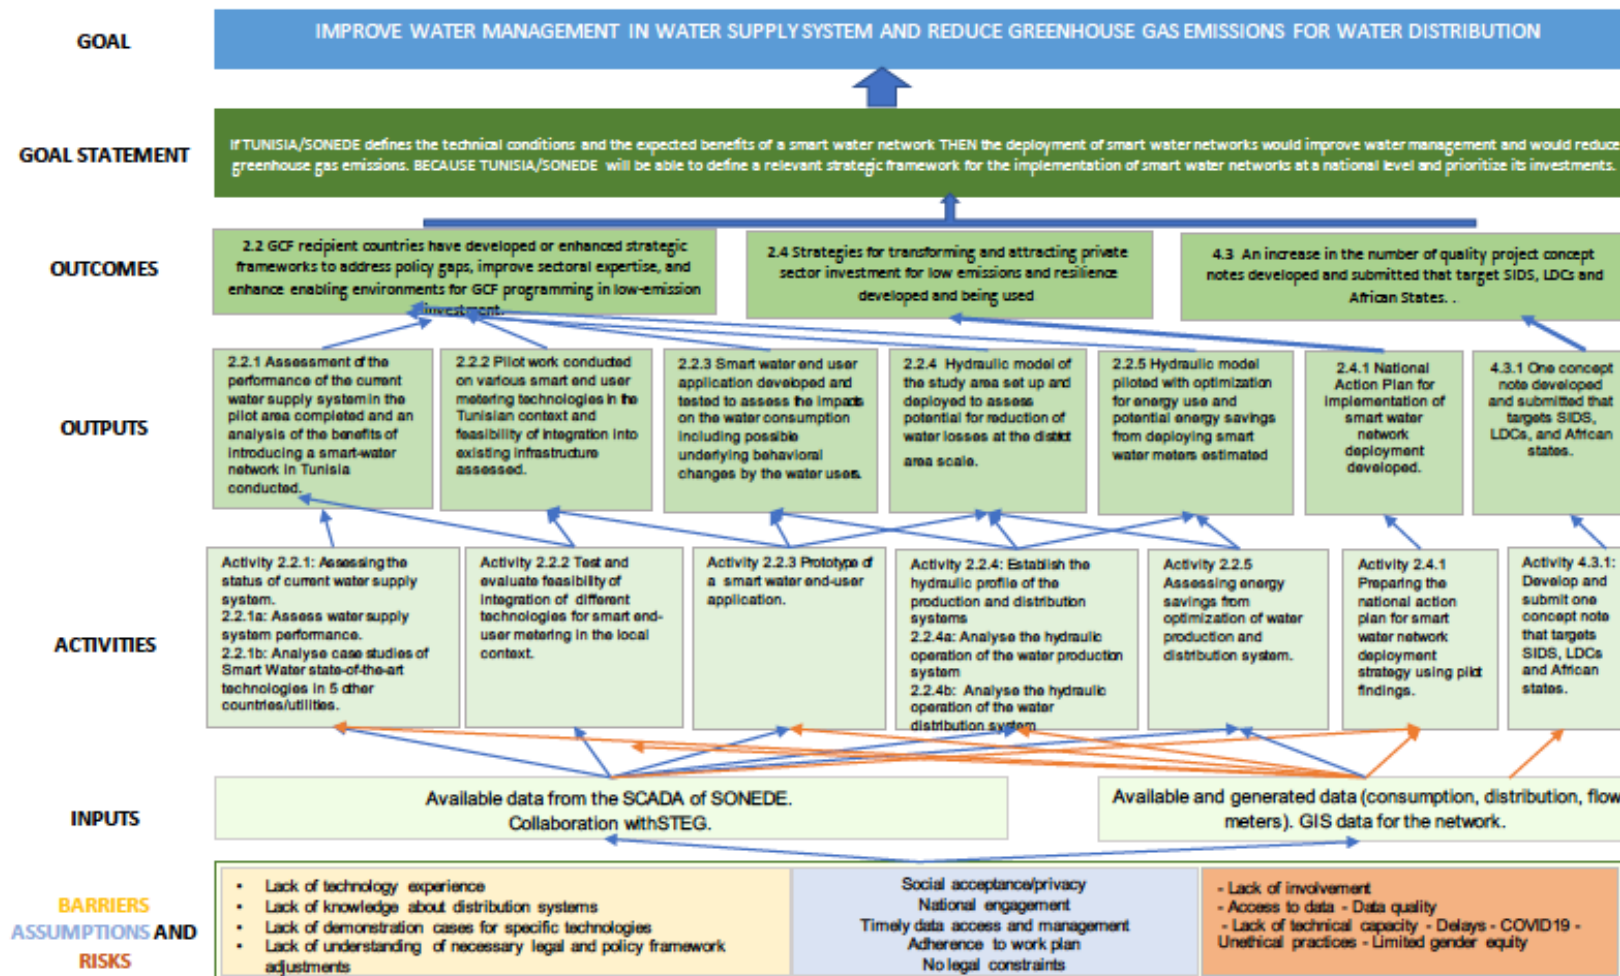 GOAL
IMPROVE WATER MANAGEMENT IN WATER SUPPLY SYSTEM AND REDUCE GREENHOUSE GAS EMISSIONS FOR WATER DISTRIBUTION
GOAL STATEMENT
If TUNISIA/SONEDE defines the technical conditions and the expected benefits of a smart water network THEN the deployment of smart water networks would improve water management and would reduce
greenhouse gas emissions. BECAUSE TUNISIA/SONEDE will be able to define a relevant strategic framework for the implementation of smart water networks at a national level and prioritize its investments.
OUTCOMES
2.2 GCF recipient countries have developed or enhanced strategic
frameworks to address policy gaps, improve sectoral expertise, and
enhance enabling environments for GCF programming in low-emission
investment.
2.4 Strategies for transforming and attracting private
sector investment for low emissions and resilience
developed and being used
4.3 An increase in the number of quality project concept
notes developed and submitted that target SIDS, LDCs and
African States. .
OUTPUTS
2.2.1 Assessment of the
performance of the current
water supply system in the
pilot area completed and an
analysis of the benefits of
introducing a smart-water
network in Tunisia
conducted.
2.2.2 Pilot work conducted
on various smart end user
metering technologies in the
Tunisian context and
feasibility of integration into
existing infrastructure
assessed.
2.2.3 Smart water end user
application developed and
tested to assess the impacts
on the water consumption
including possible
underlying behavioral
changes by the water users.
2.2.4 Hydraulic model of
the study area set up and
deployed to assess
potential for reduction of
water losses at the district
area scale.
2.2.5 Hydraulic model
piloted with optimization
for energy use and
potential energy savings
from deploying smart
water meters estimated
2.4.1 National
Action Plan for
implementation of
smart water
network
deployment
developed.
4.3.1 One concept
note developed
and submitted that
targets SIDS,
LDCs, and African
states.
ACTIVITIES
Activity 2.2.1: Assessing the
status of current water supply
system.
2.2.1a: Assess water supply
system performance.
2.2.1b: Analyse case studies of
Smart Water state-of-the-art
technologies in 5 other
countries/utilities.
Activity 2.2.2 Test and
evaluate feasibility of
integration of different
technologies for smart end-
user metering in the local
context.
Activity 2.2.3 Prototype of
a smart water end-user
application.
Activity 2.2.4: Establish the
hydraulic profile of the
production and distribution
systems
2.2.4a: Analyse the hydraulic
operation of the water production
system
2.2.4b: Analyse the hydraulic
operation of the water
distribution system
Activity 2.2.5
Assessing energy
savings from
optimization of water
production and
distribution system.
Activity 2.4.1
Preparing the
national action
plan for smart
water network
deployment
strategy using pilot
findings.
Activity 4.3.1:
Develop and
submit one
concept note
that targets
SIDS, LDCs
and African
states.
INPUTS
Available data from the SCADA of SONEDE.
Collaboration withSTEG.
Available and generated data (consumption, distribution, flow
meters). GIS data for the network.
BARRIERS
ASSUMPTIONS AND
RISKS
• Lack of technology experience
• Lack of knowledge about distribution systems
• Lack of demonstration cases for specific technologies
• Lack of understanding of necessary legal and policy framework
adjustments
Social acceptance/privacy
National engagement
Timely data access and management
Adherence to work plan
No legal constraints
- Lack of involvement
- Access to data - Data quality
- Lack of technical capacity - Delays - COVID19 -
Unethical practices - Limited gender equity